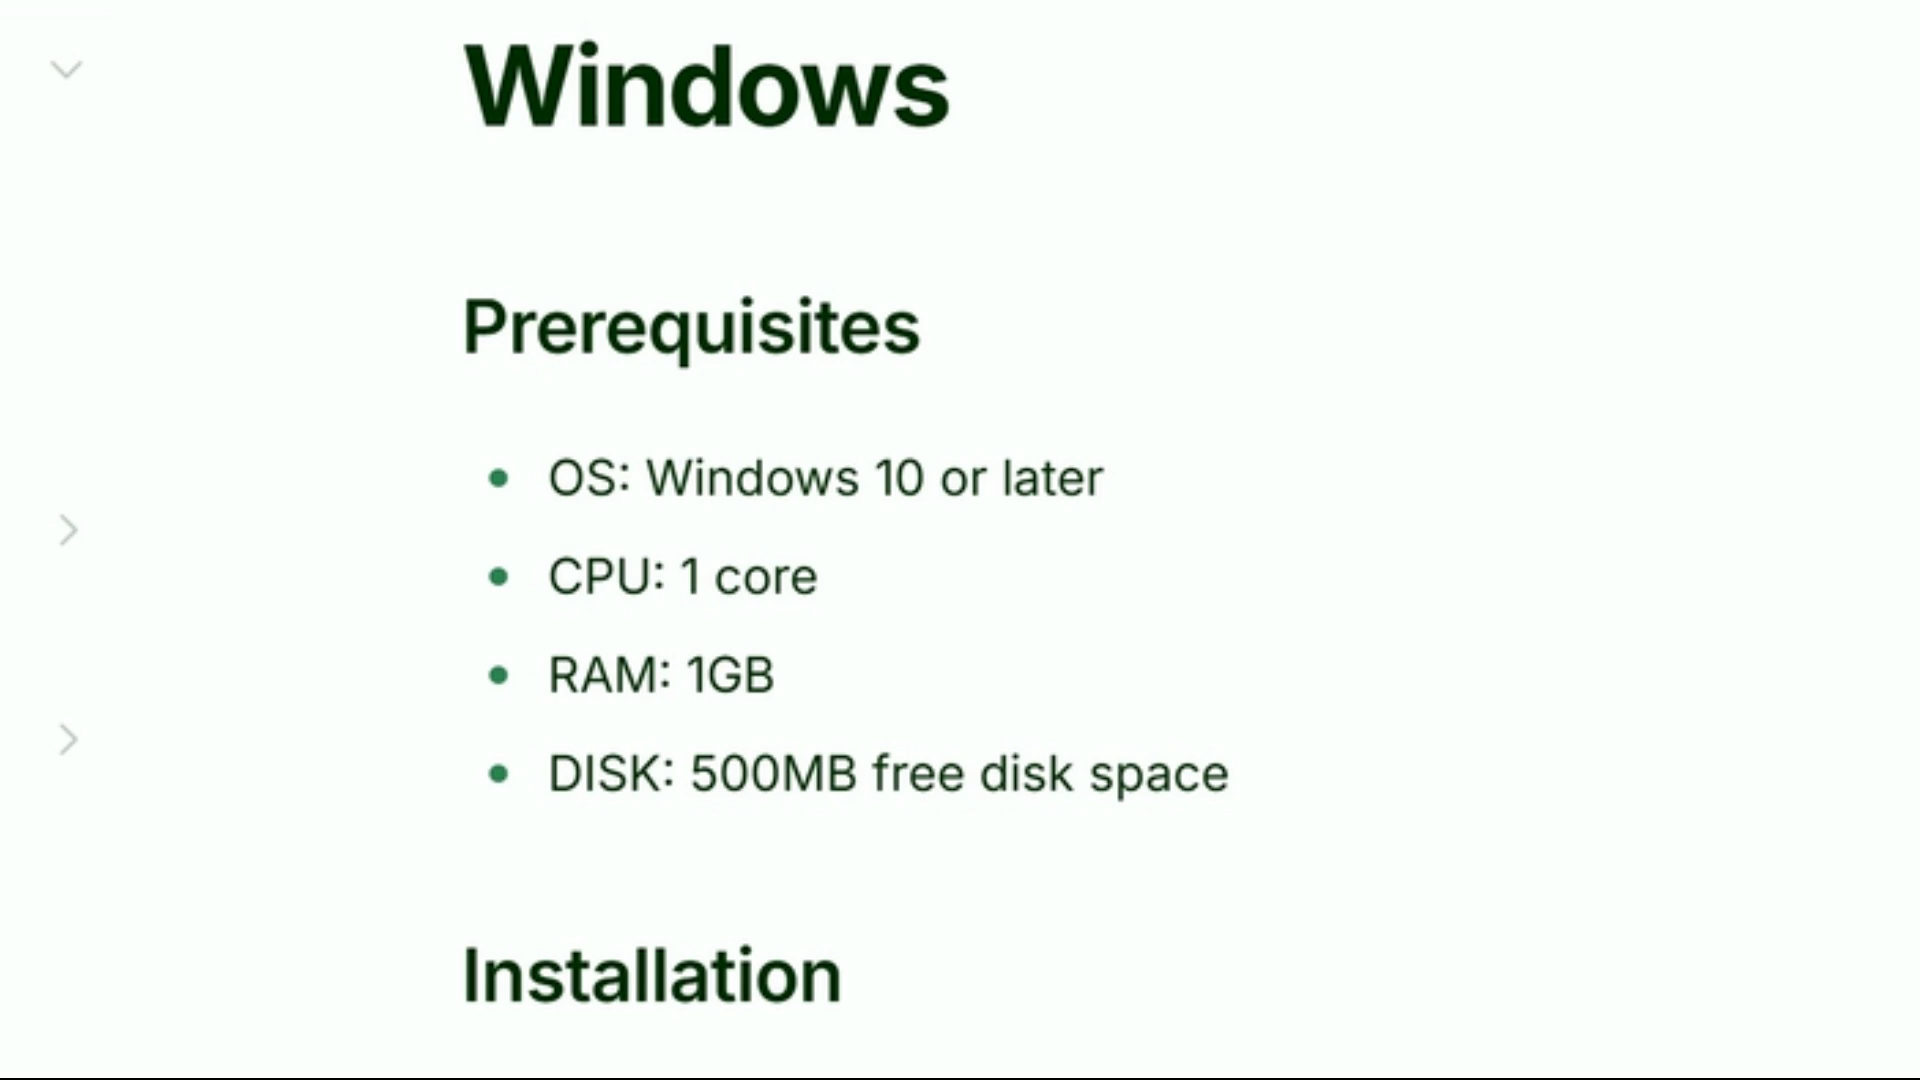 Windows
Prerequisites
OS: Windows 10 or later
CPU: 1 core
RAM: 1GB
DISK: 500MB free disk space
Installation